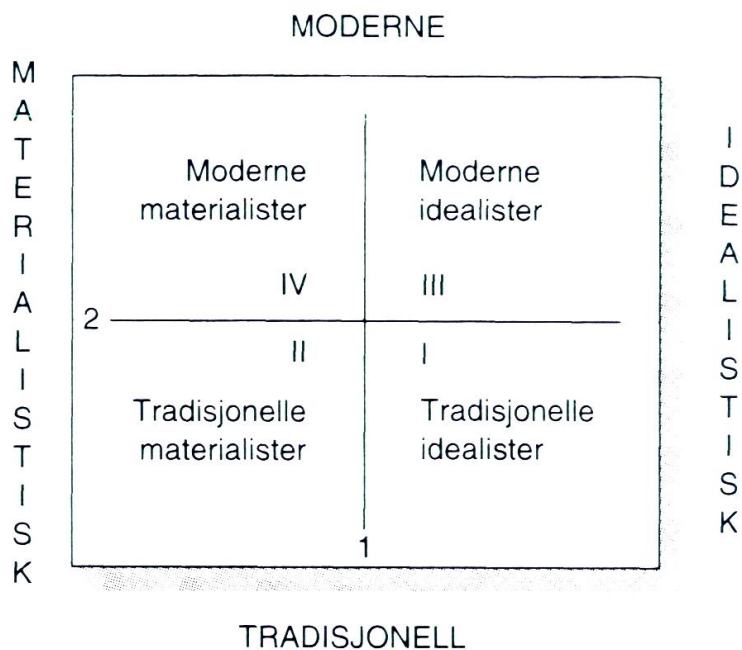 MODERNE
MATERIALISTISK
IDEALISTISK
Moderne
materialister
Moderne
idealister
IV
III
2
II
I
Tradisjonelle
materialister
Tradisjonelle
idealister
1
TRADISJONELL